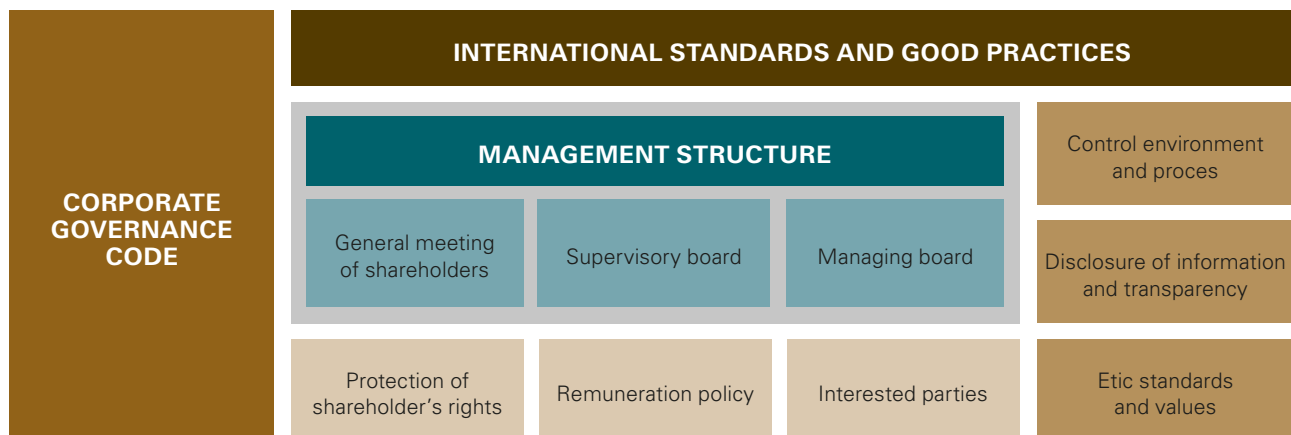 CORPORATE
GOVERNANCE
CODE
INTERNATIONAL STANDARDS AND GOOD PRACTICES
MANAGEMENT STRUCTURE
General meeting
of shareholders
Supervisory board
Managing board
Control environment
and proces
Disclosure of information
and transparency
Protection of
shareholder’s rights
Remuneration policy
Interested parties
Etic standards
and values